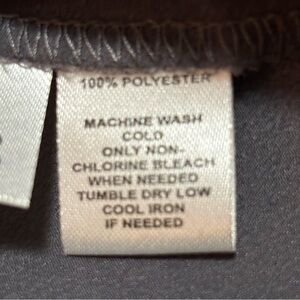 100% POLYESTER
MACHINE WASH
COLD
ONLY NON-
CHLORINE BLEACH
WHEN NEEDED
TUMBLE DRY LOW
COOL IRON
IF NEEDED